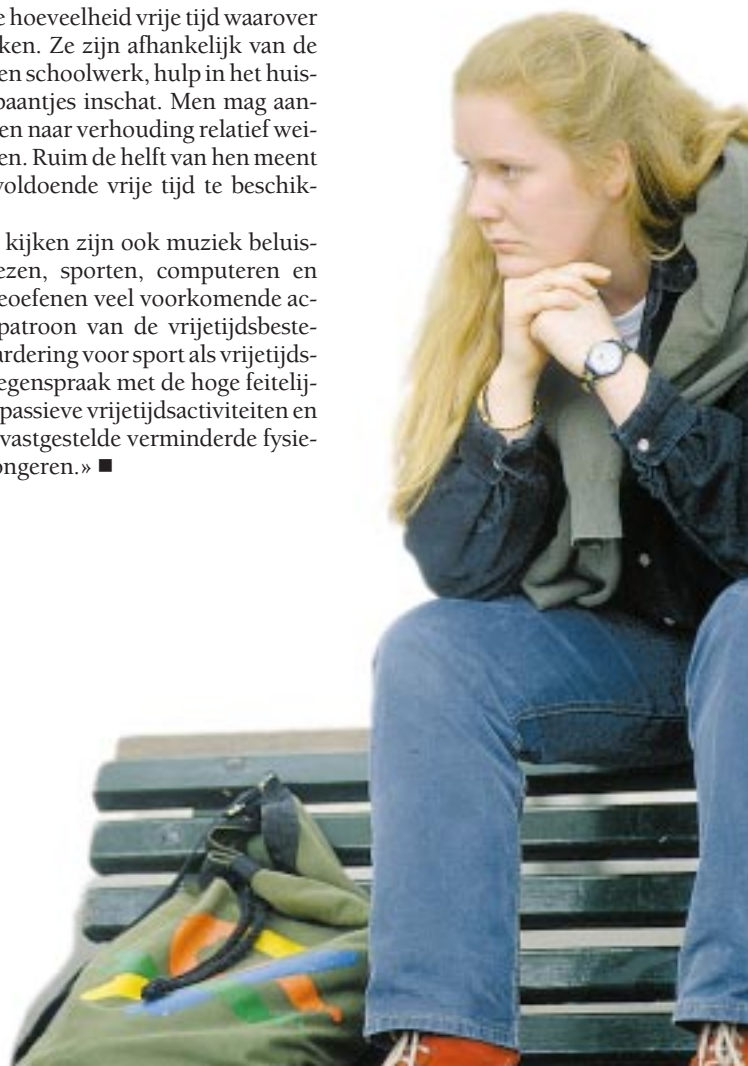 e hoeveelheid vrije tijd waarover
ken. Ze zijn afhankelijk van de
en schoolwerk, hulp in het huis-
baantjes inschat. Men mag aan-
en naar verhouding relatief wei-
en. Ruim de helft van hen meent
voldoende vrije tijd te beschik-
kijken zijn ook muziek beluis-
ezen, sporten, computeren en
eoefenen veel voorkomende ac-
patroon van de vrijetijdsbeste-
ardering voor sport als vrijetijds-
egenspraak met de hoge feitelij-
passieve vrijetijdsactiviteiten en
vastgestelde verminderde fysie-
ongeren.» ■